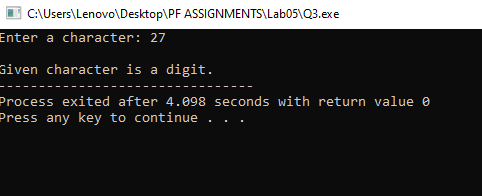 C:\Users\Lenovo\Desktop\PF ASSIGNMENTS\Lab05\Q3.exe
Enter a character: 27
Given character is a digit.
--------------------------------
Process exited after 4.098 seconds with return value 0
Press any key to continue . . .